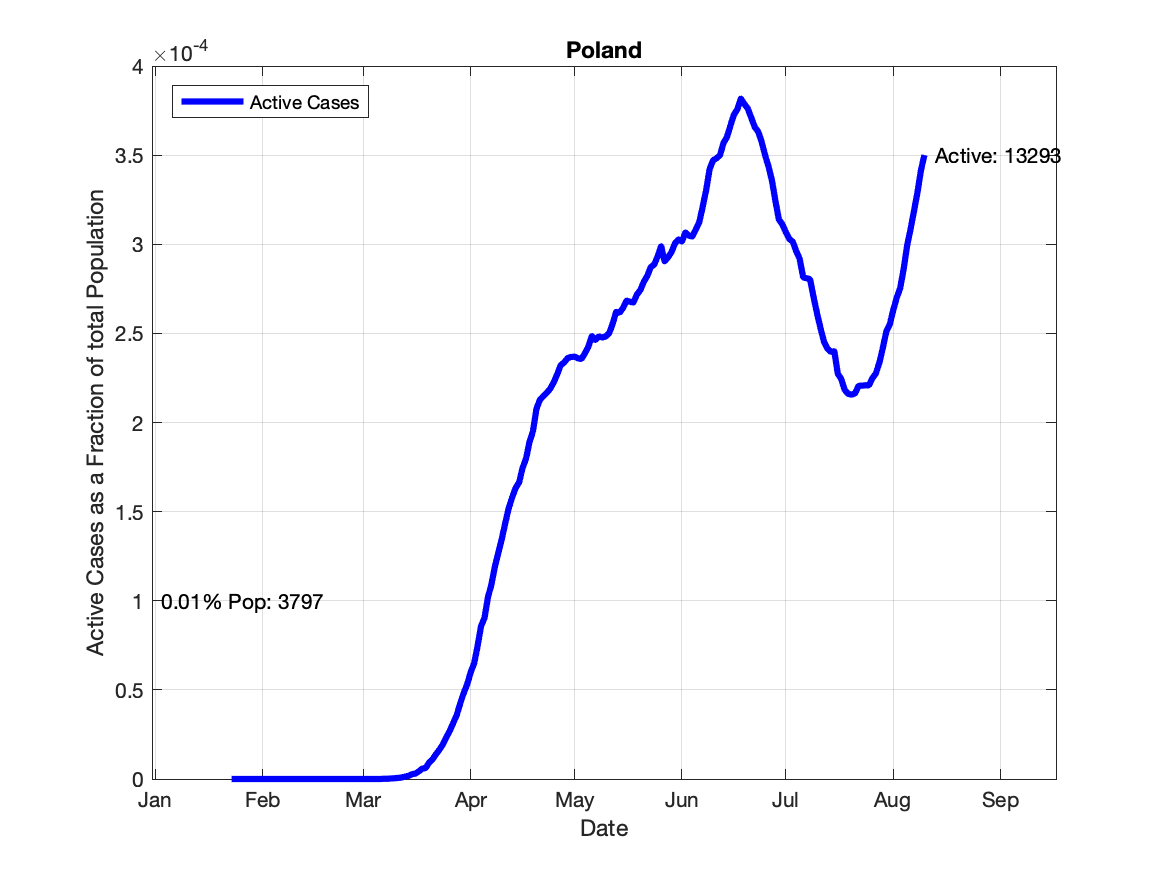 Poland
×10-4
Active Cases
4
3.5
3
2.5
2
1.5
1
0.5
0
Active Cases as a Fraction of total Population
Active: 13293
0.01% Pop: 3797
Jan Feb Mar Apr May Jun Jul Aug Sep
Date